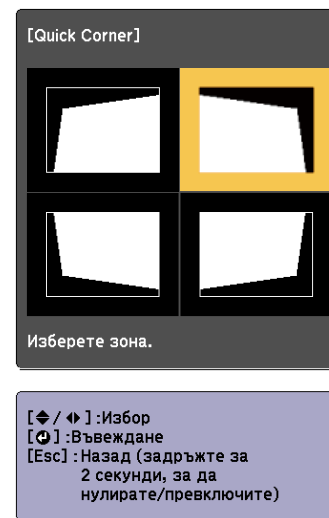 [Quick Corner]
Изберете зона.
[◆/◆] :Избор
[↵] :Въвеждане
[Esc] :Назад (задръжте за
2 секунди, за да
нулирате/превключите)